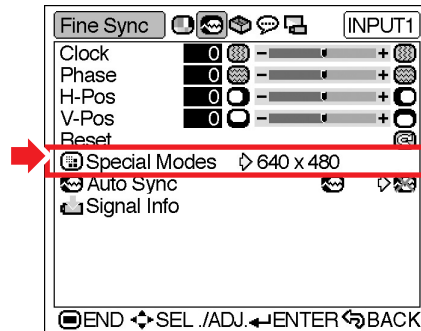 Fine Sync INPUT1
Clock 0 - +
Phase 0 - +
H-Pos 0 - +
V-Pos 0 - +
Reset
Special Modes 640 x 480
Auto Sync
Signal Info
END SEL ./ADJ. ENTER BACK